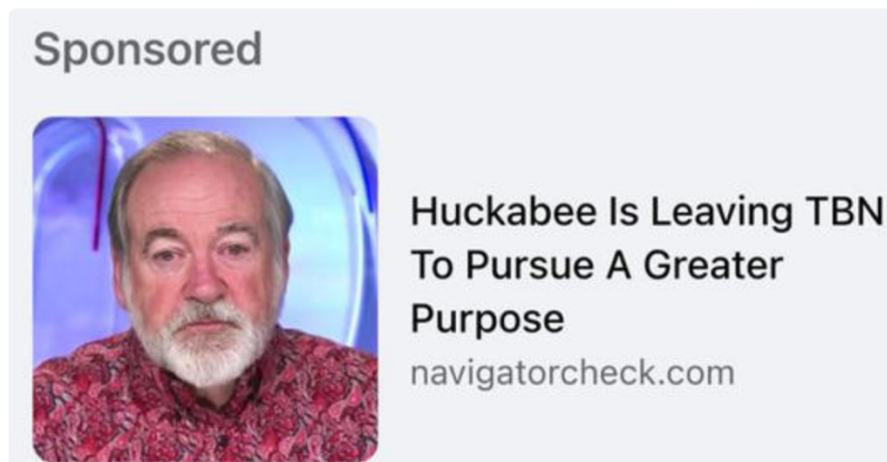 Sponsored
Huckabee Is Leaving TBN
To Pursue A Greater
Purpose
navigatorcheck.com